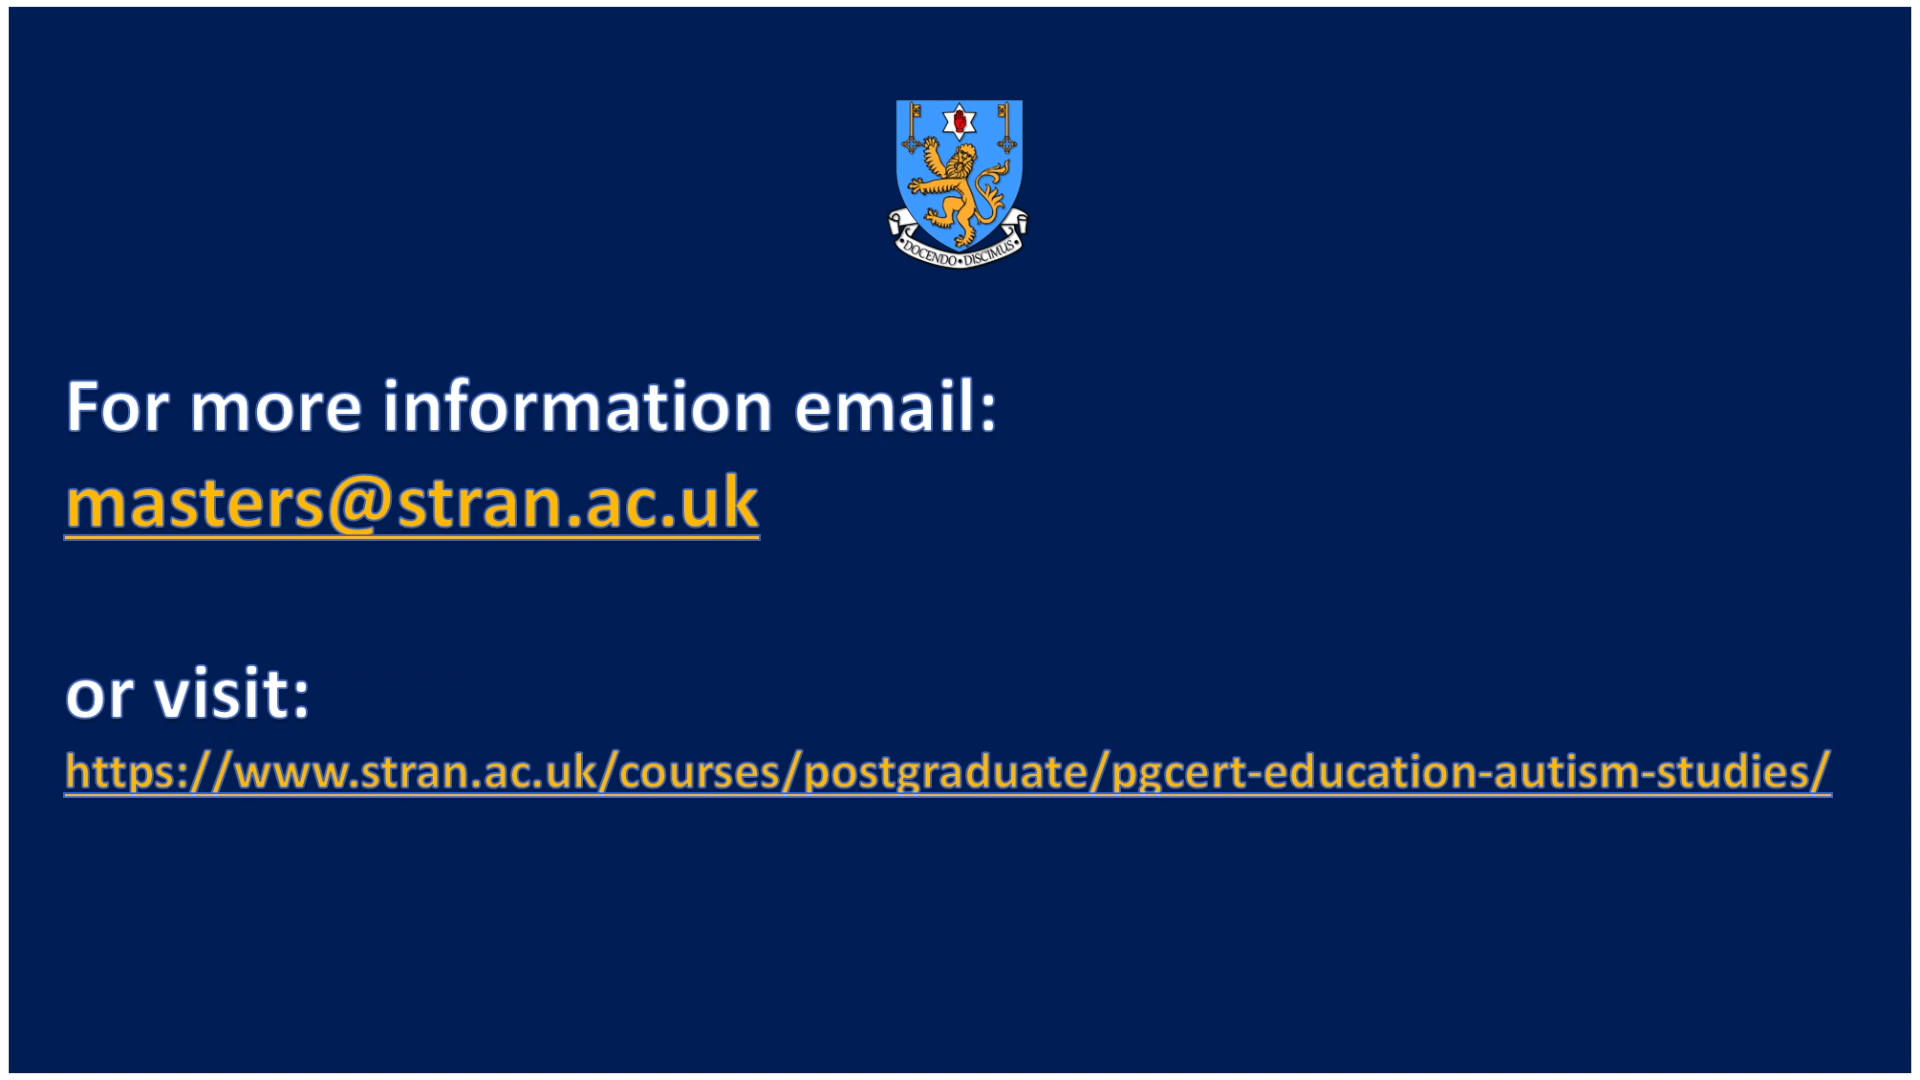 DOCENDO • DISCIMUS
For more information email:
masters@stran.ac.uk
or visit:
https://www.stran.ac.uk/courses/postgraduate/pgcert-education-autism-studies/